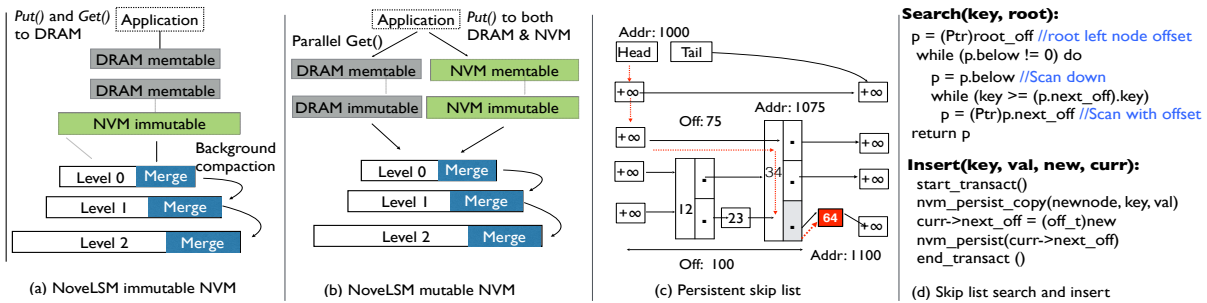 Put() and Get()
to DRAM
Application
DRAM memtable
DRAM memtable
NVM immutable
Background
compaction
Level 0
Merge
Level 1
Merge
Level 2
Merge
(a) NoveLSM immutable NVM
Application
Put() to both
DRAM & NVM
Parallel Get()
DRAM memtable
NVM memtable
DRAM immutable
NVM immutable
Level 0
Merge
Level 1
Merge
Level 2
Merge
(b) NoveLSM mutable NVM
Addr: 1000
Head
Tail
+∞
+∞
Addr: 1075
Off: 75
+∞
+∞
+∞
34
+∞
+∞
12
23
64
+∞
Off: 100
Addr: 1100
(c) Persistent skip list
Search(key, root):
p = (Ptr)root_off //root left node offset
while (p.below != 0) do
p = p.below //Scan down
while (key >= (p.next_off).key)
p = (Ptr)p.next_off //Scan with offset
return p
Insert(key, val, new, curr):
start_transact()
nvm_persist_copy(newnode, key, val)
curr->next_off = (off_t)new
nvm_persist(curr->next_off)
end_transact ()
(d) Skip list search and insert